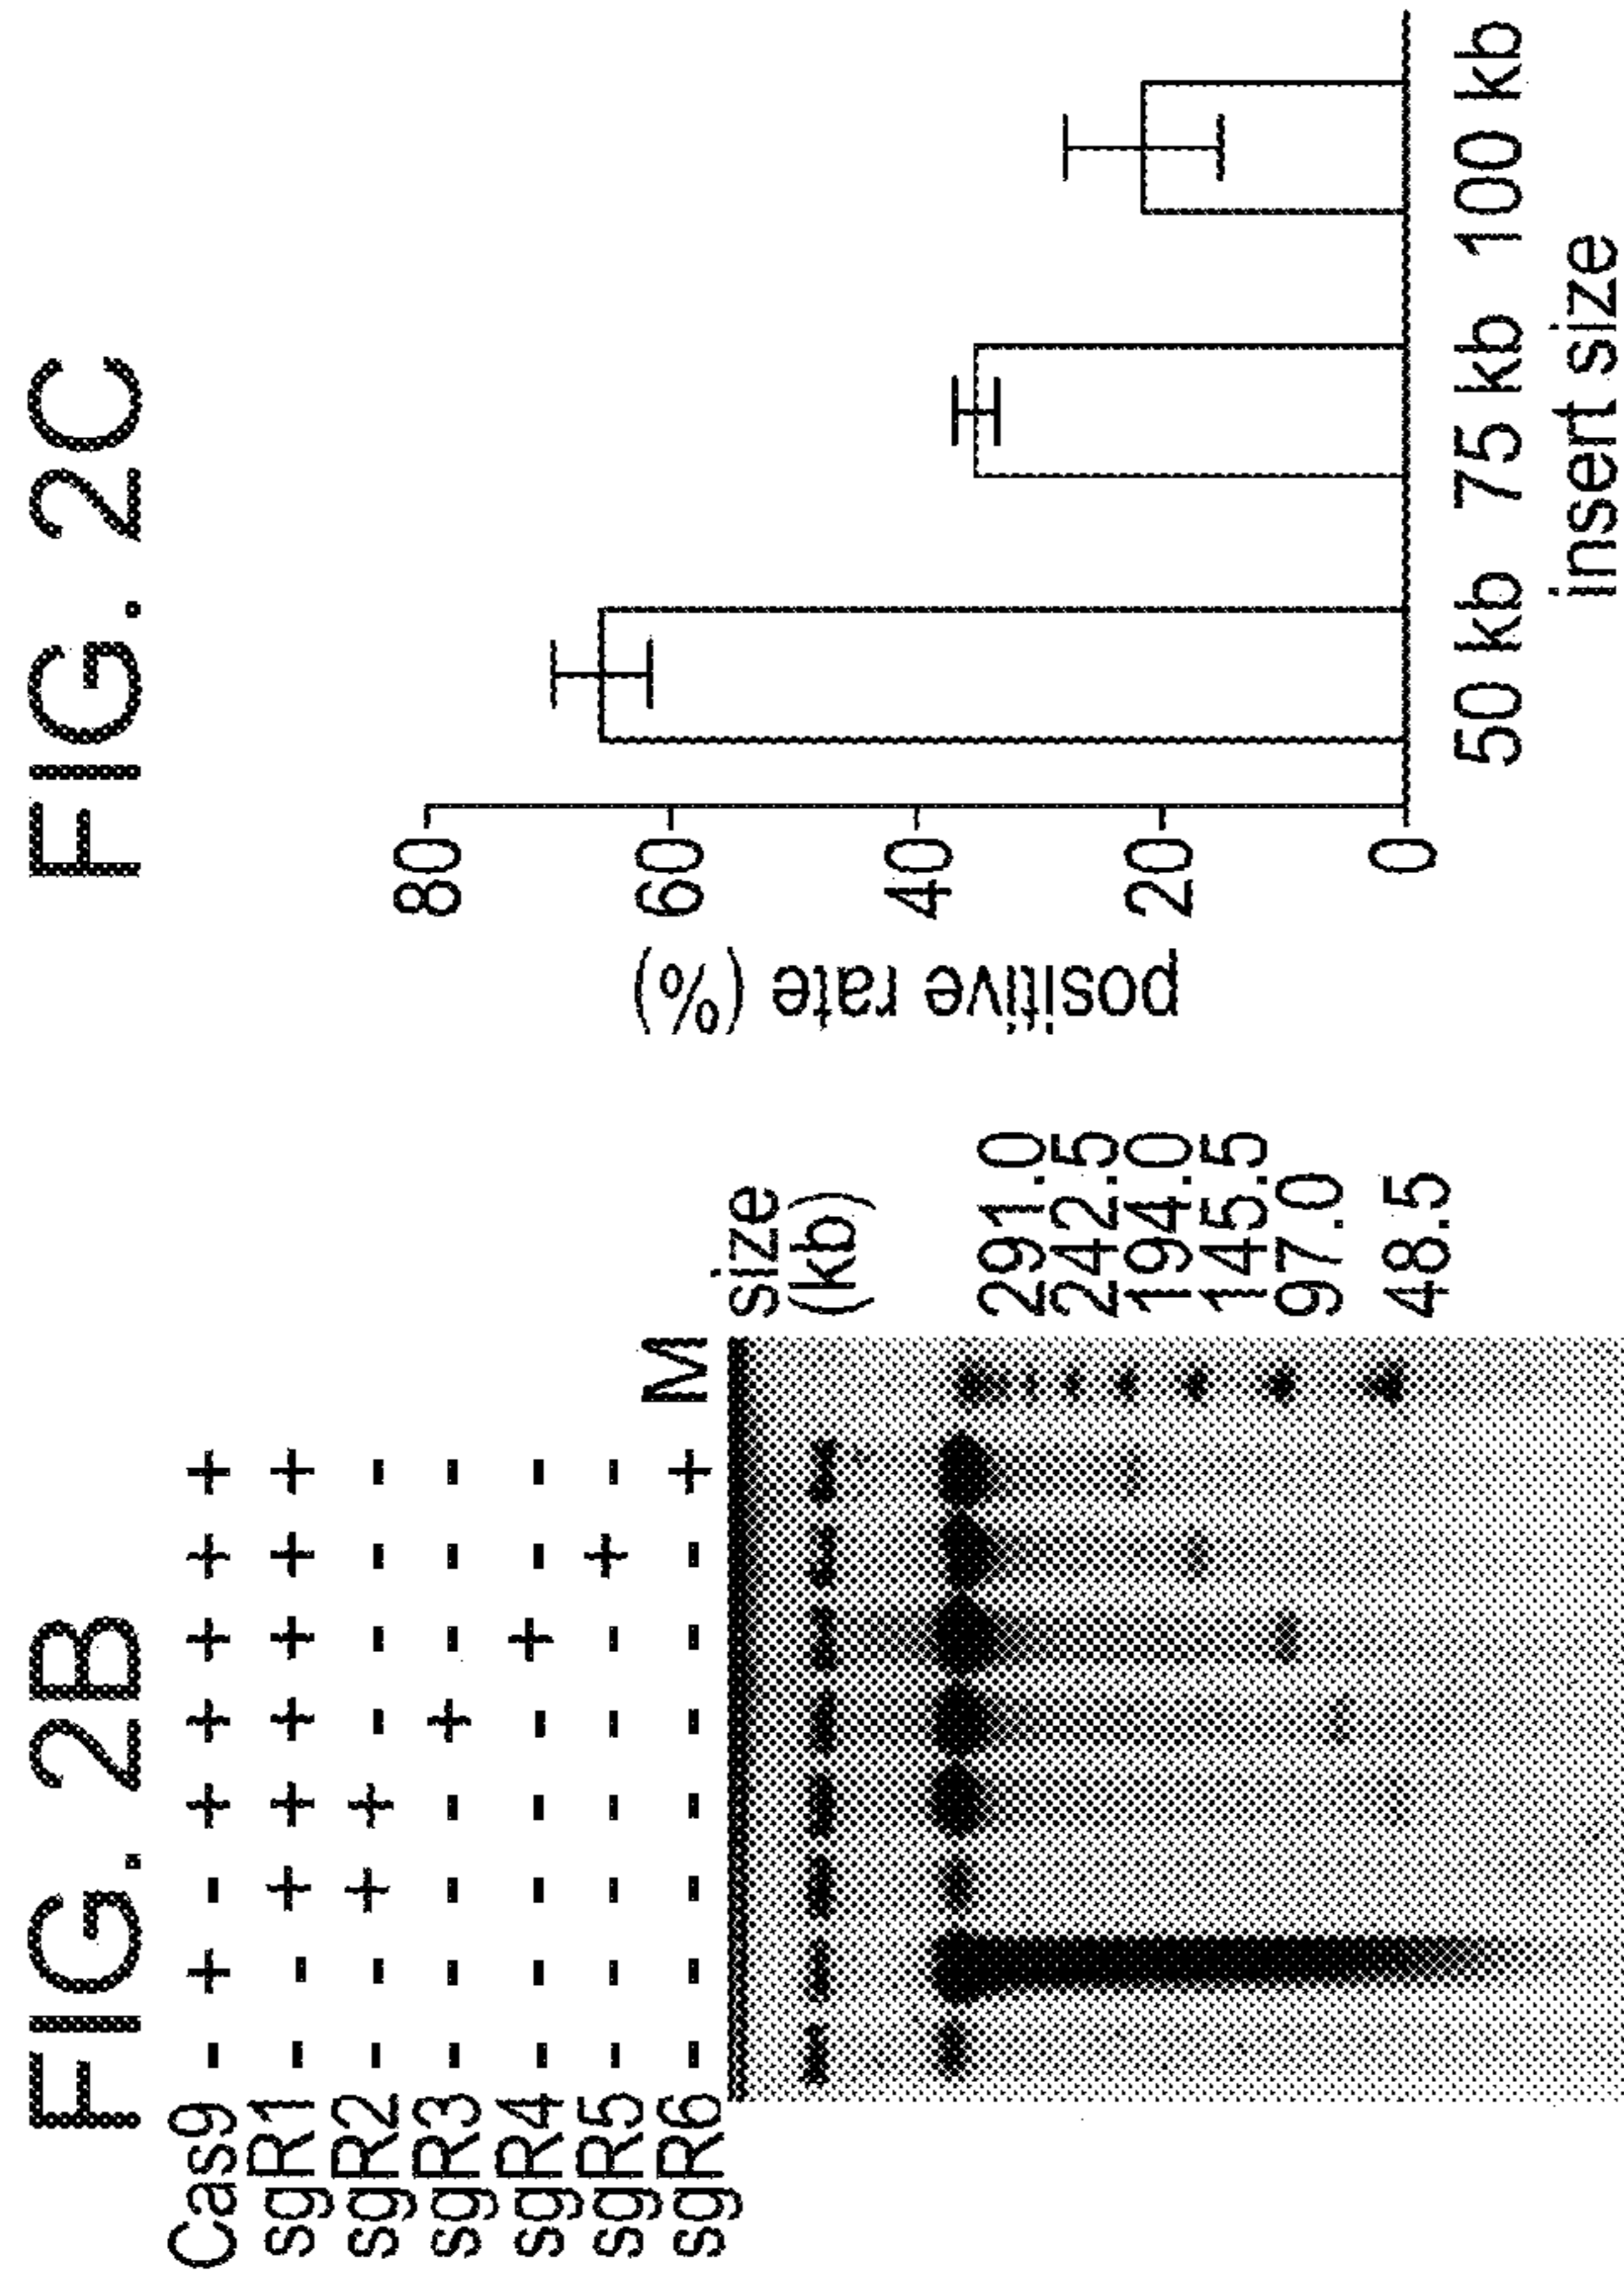 FIG. 2B
Cas9 - + - + + + + +
sgR1 - - + + + + + +
sgR2 - - + + - - - -
sgR3 - - - - + - - -
sgR4 - - - - - + - -
sgR5 - - - - - - + -
sgR6 - - - - - - - + M
size
(kb)
291.0
242.5
194.0
145.5
97.0
48.5
FIG. 2C
positive rate (%)
80
60
40
20
0
50 kb 75 kb 100 kb
insert size